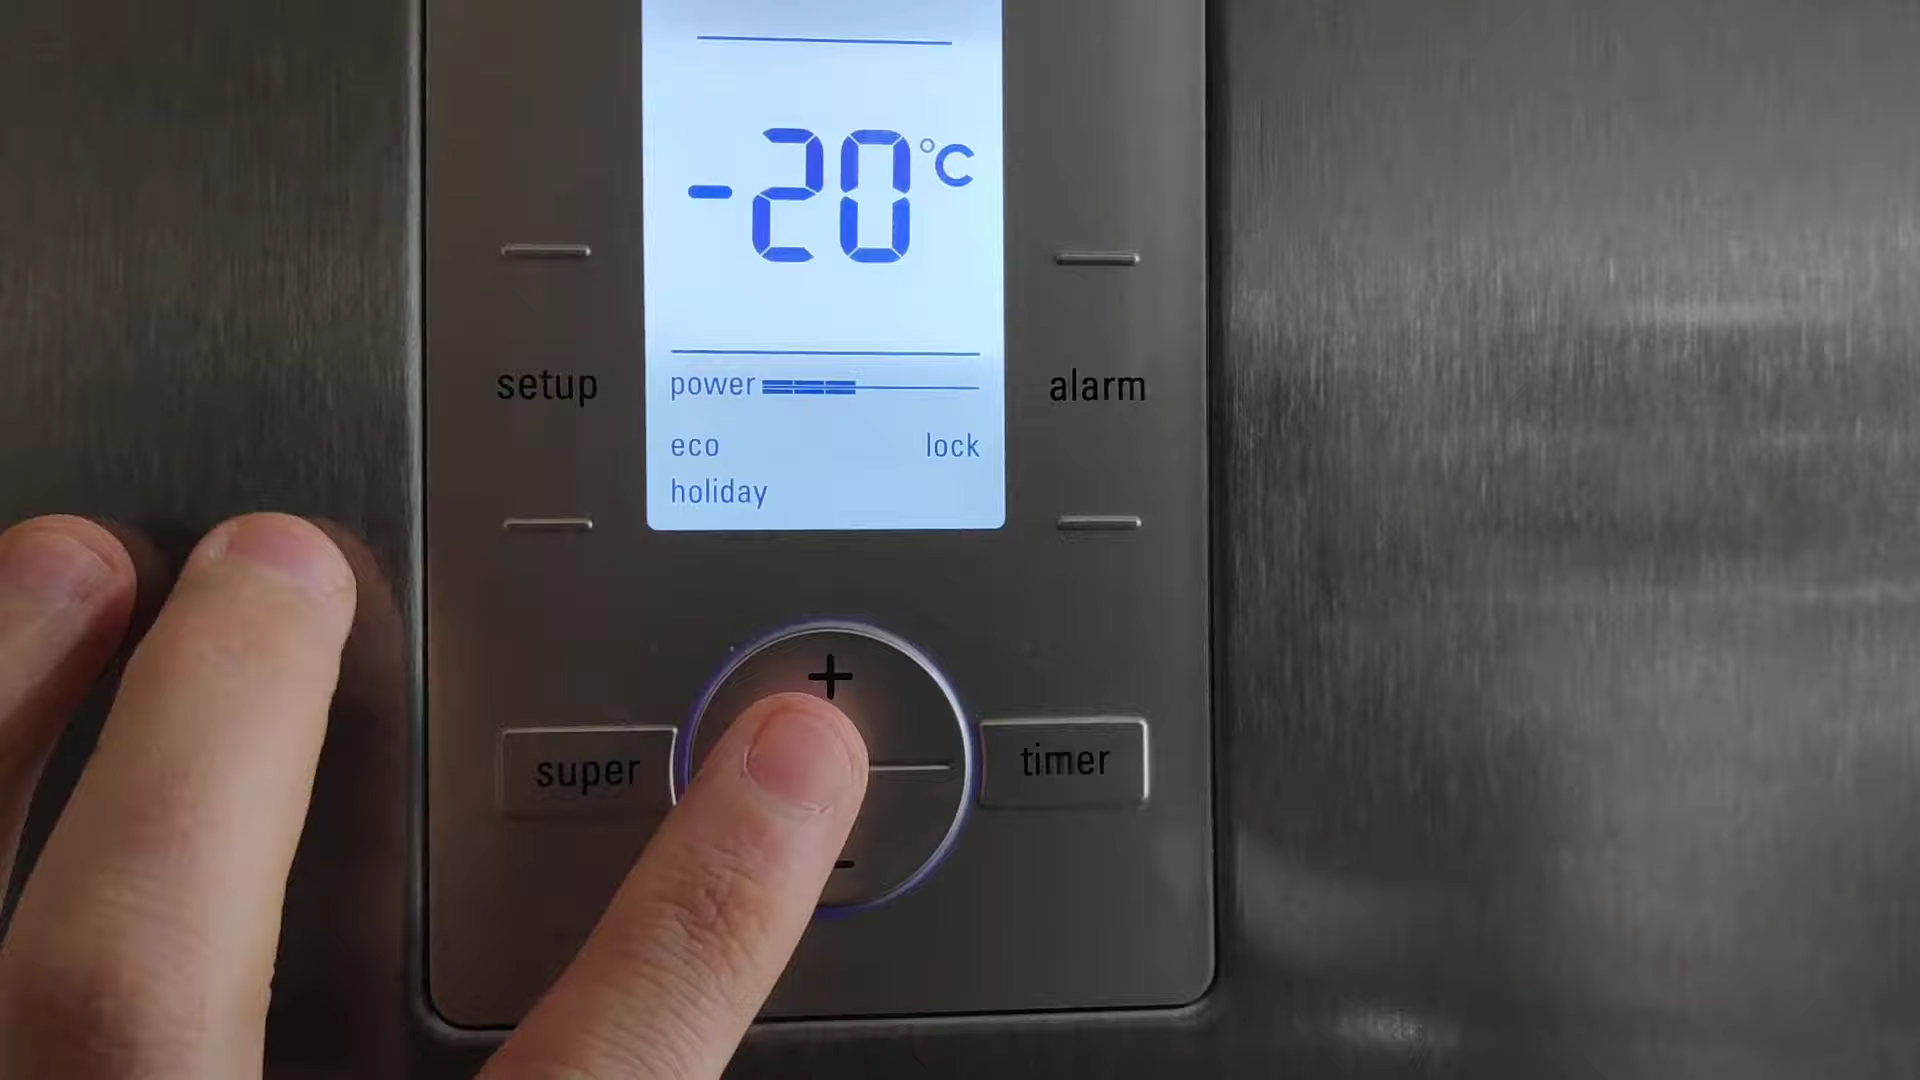 -20°C
setup
alarm
power
eco
lock
holiday
+
super
timer
-